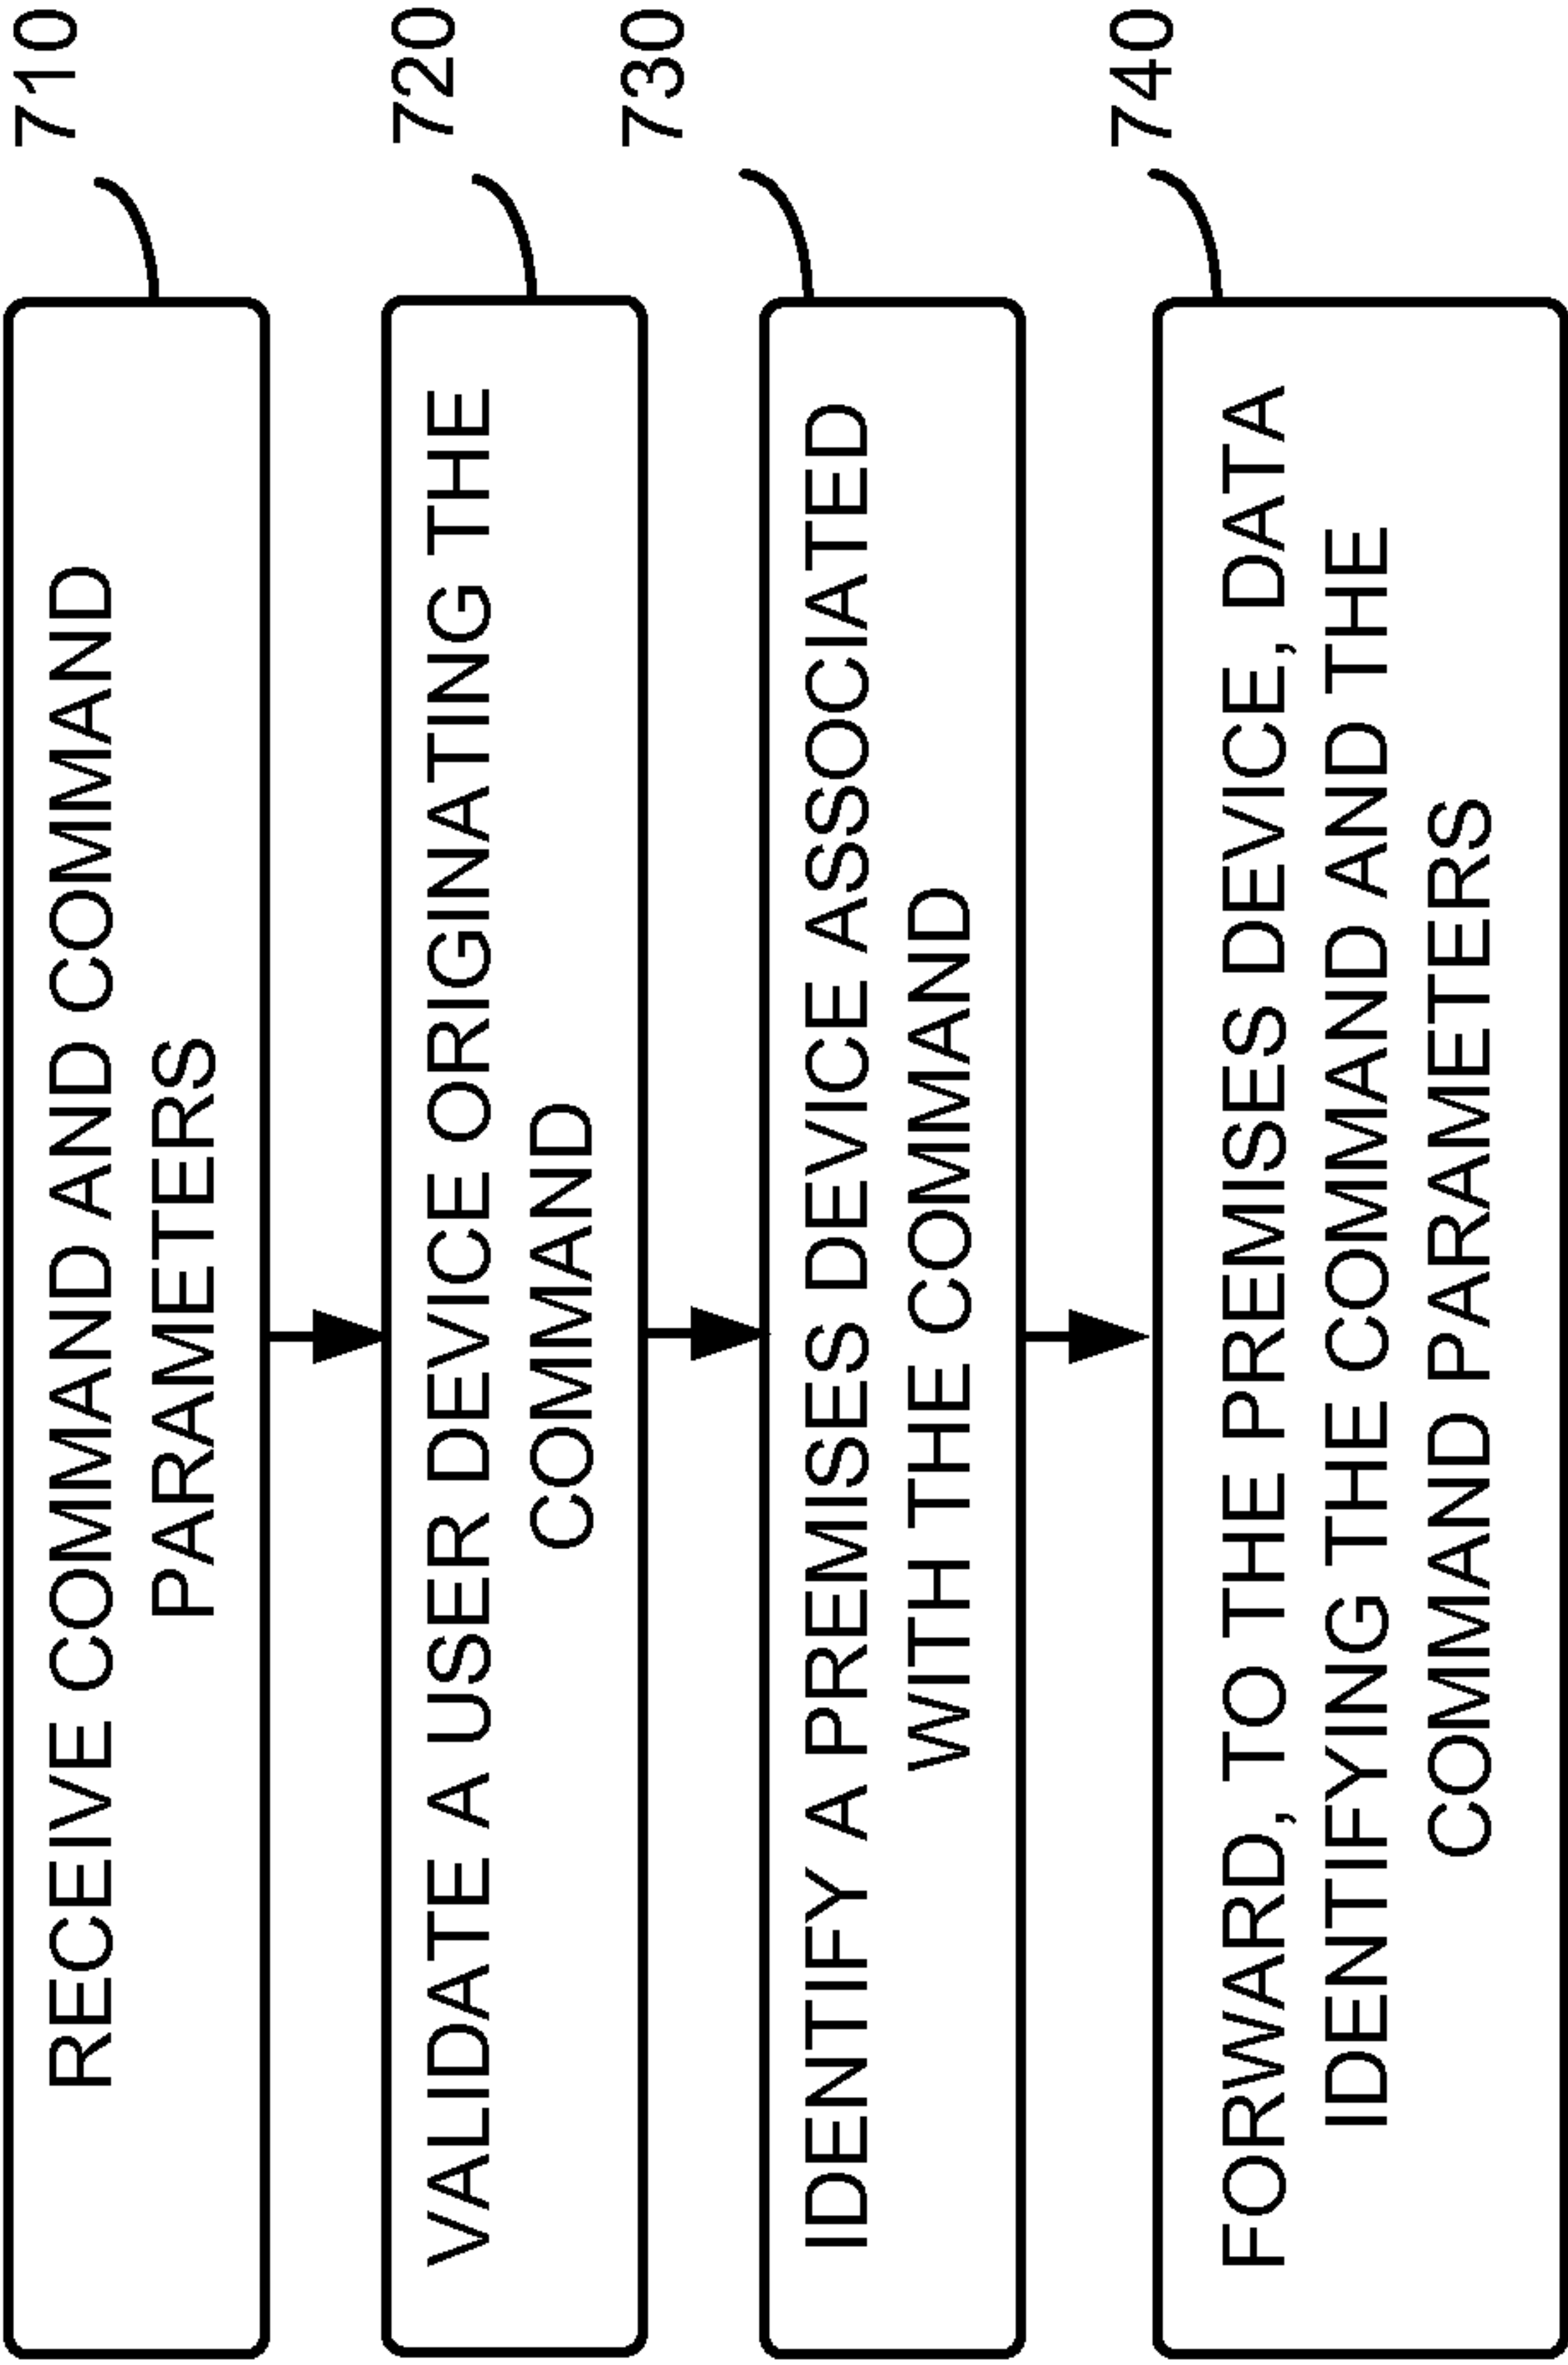 RECEIVE COMMAND AND COMMAND
PARAMETERS
710
VALIDATE A USER DEVICE ORIGINATING THE
COMMAND
720
IDENTIFY A PREMISES DEVICE ASSOCIATED
WITH THE COMMAND
730
FORWARD, TO THE PREMISES DEVICE, DATA
IDENTIFYING THE COMMAND AND THE
COMMAND PARAMETERS
740